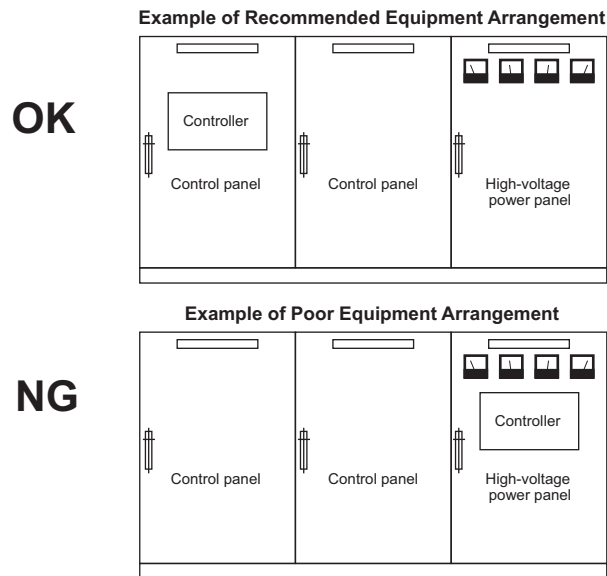 Example of Recommended Equipment Arrangement
OK
Controller
Control panel
Control panel
High-voltage
power panel
Example of Poor Equipment Arrangement
NG
Controller
Control panel
Control panel
High-voltage
power panel